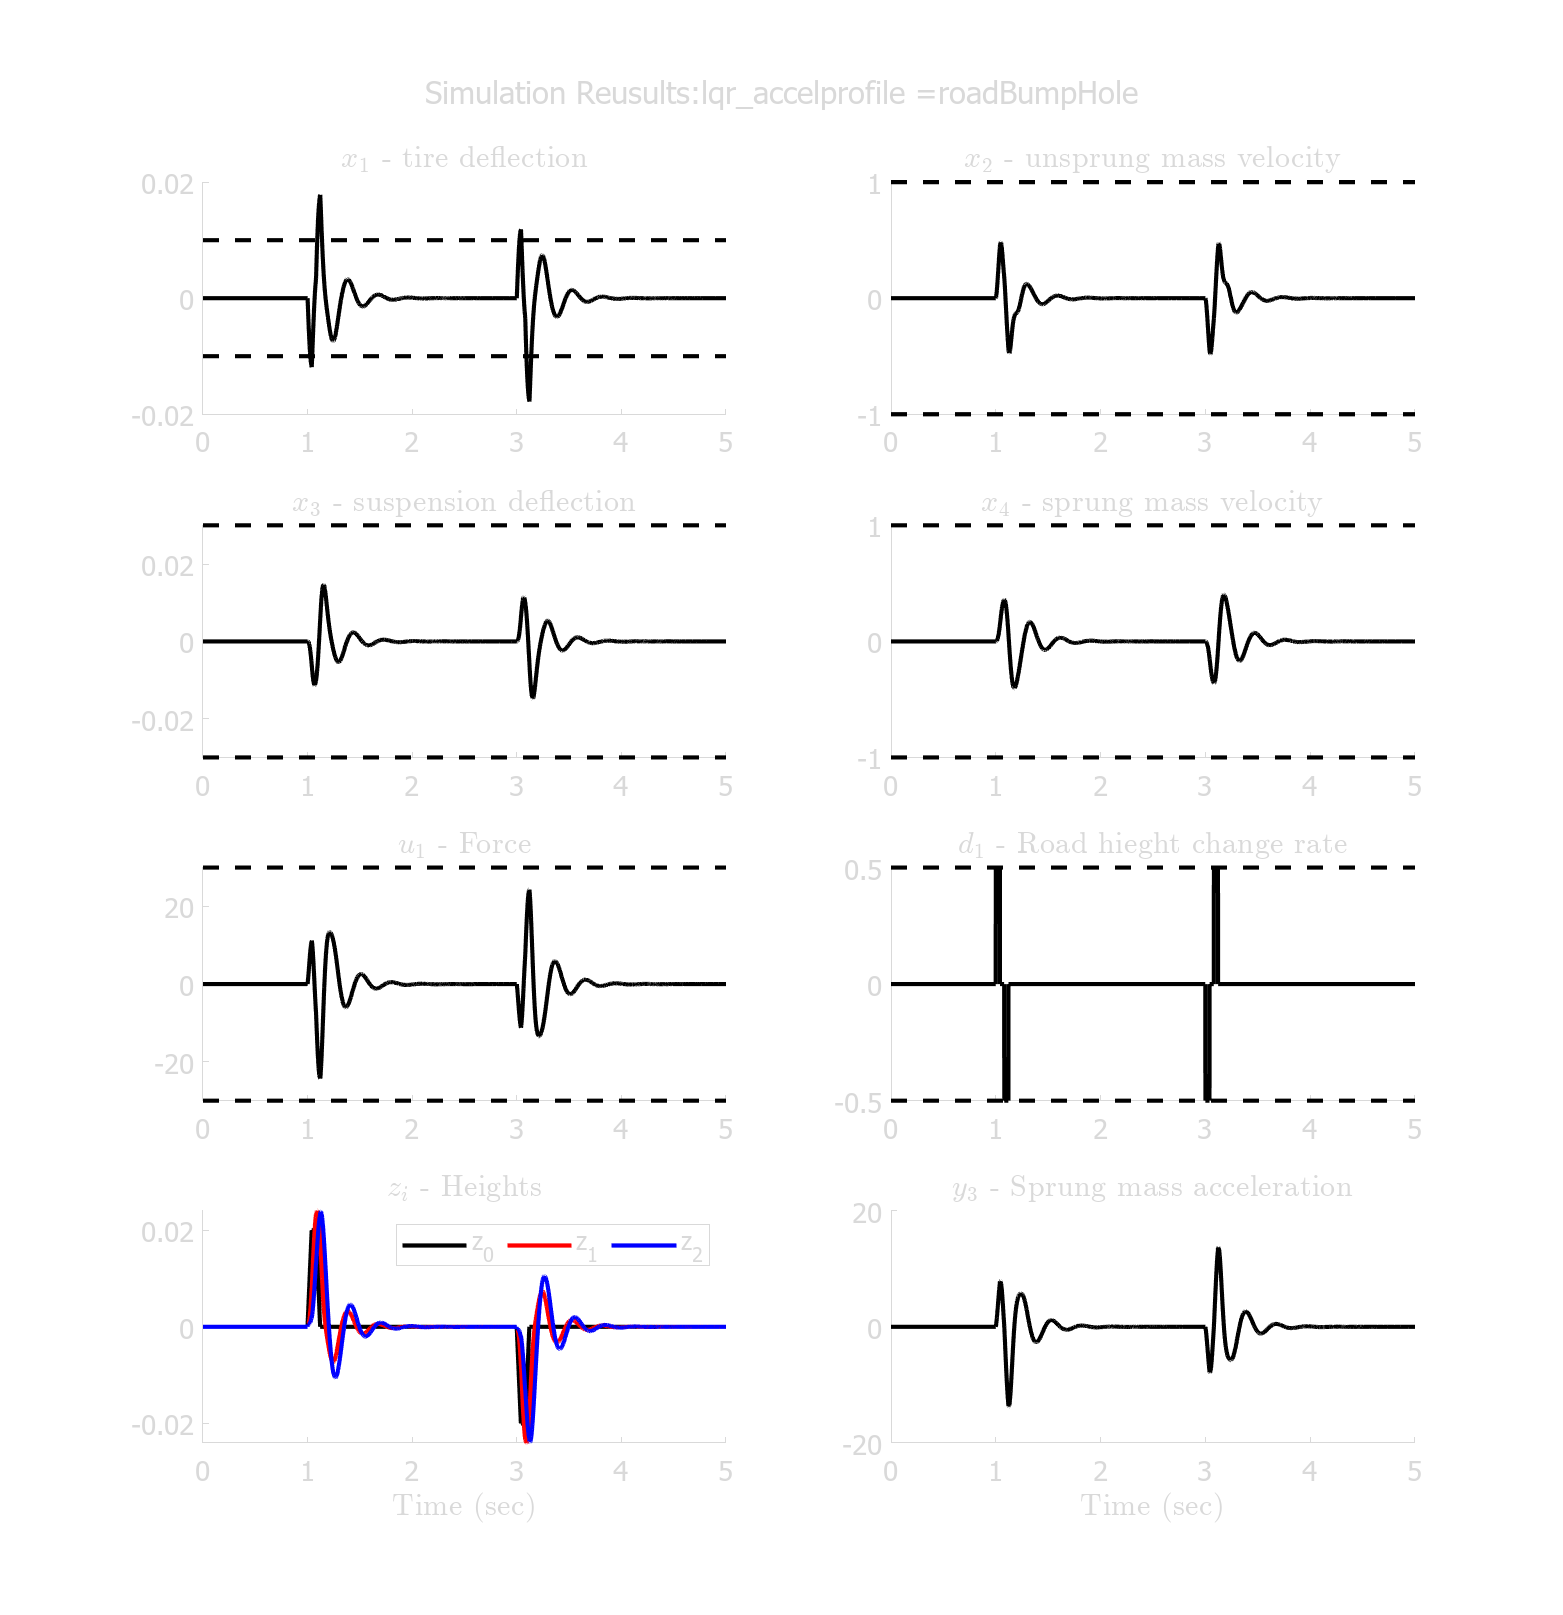 Simulation Reusults:lqr_accelprofile =roadBumpHole
x1 - tire deflection
0.02
0
-0.02
0 1 2 3 4 5
x2 - unsprung mass velocity
1
0
-1
0 1 2 3 4 5
x3 - suspension deflection
0.02
0
-0.02
0 1 2 3 4 5
x4 - sprung mass velocity
1
0
-1
0 1 2 3 4 5
u1 - Force
20
0
-20
0 1 2 3 4 5
d1 - Road hieght change rate
0.5
0
-0.5
0 1 2 3 4 5
zi - Heights
0.02
0
-0.02
z0 z1 z2
0 1 2 3 4 5
Time (sec)
y3 - Sprung mass acceleration
20
0
-20
0 1 2 3 4 5
Time (sec)